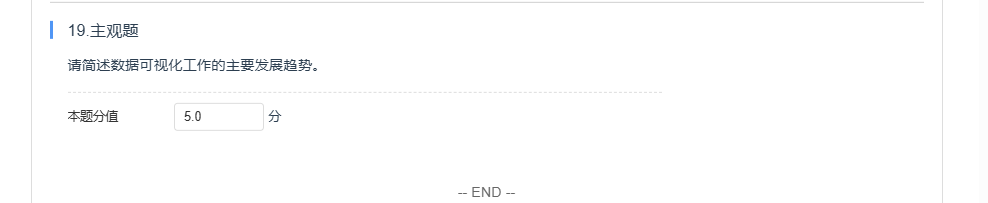 19.主观题
请简述数据可视化工作的主要发展趋势。
本题分值 5.0 分
-- END --